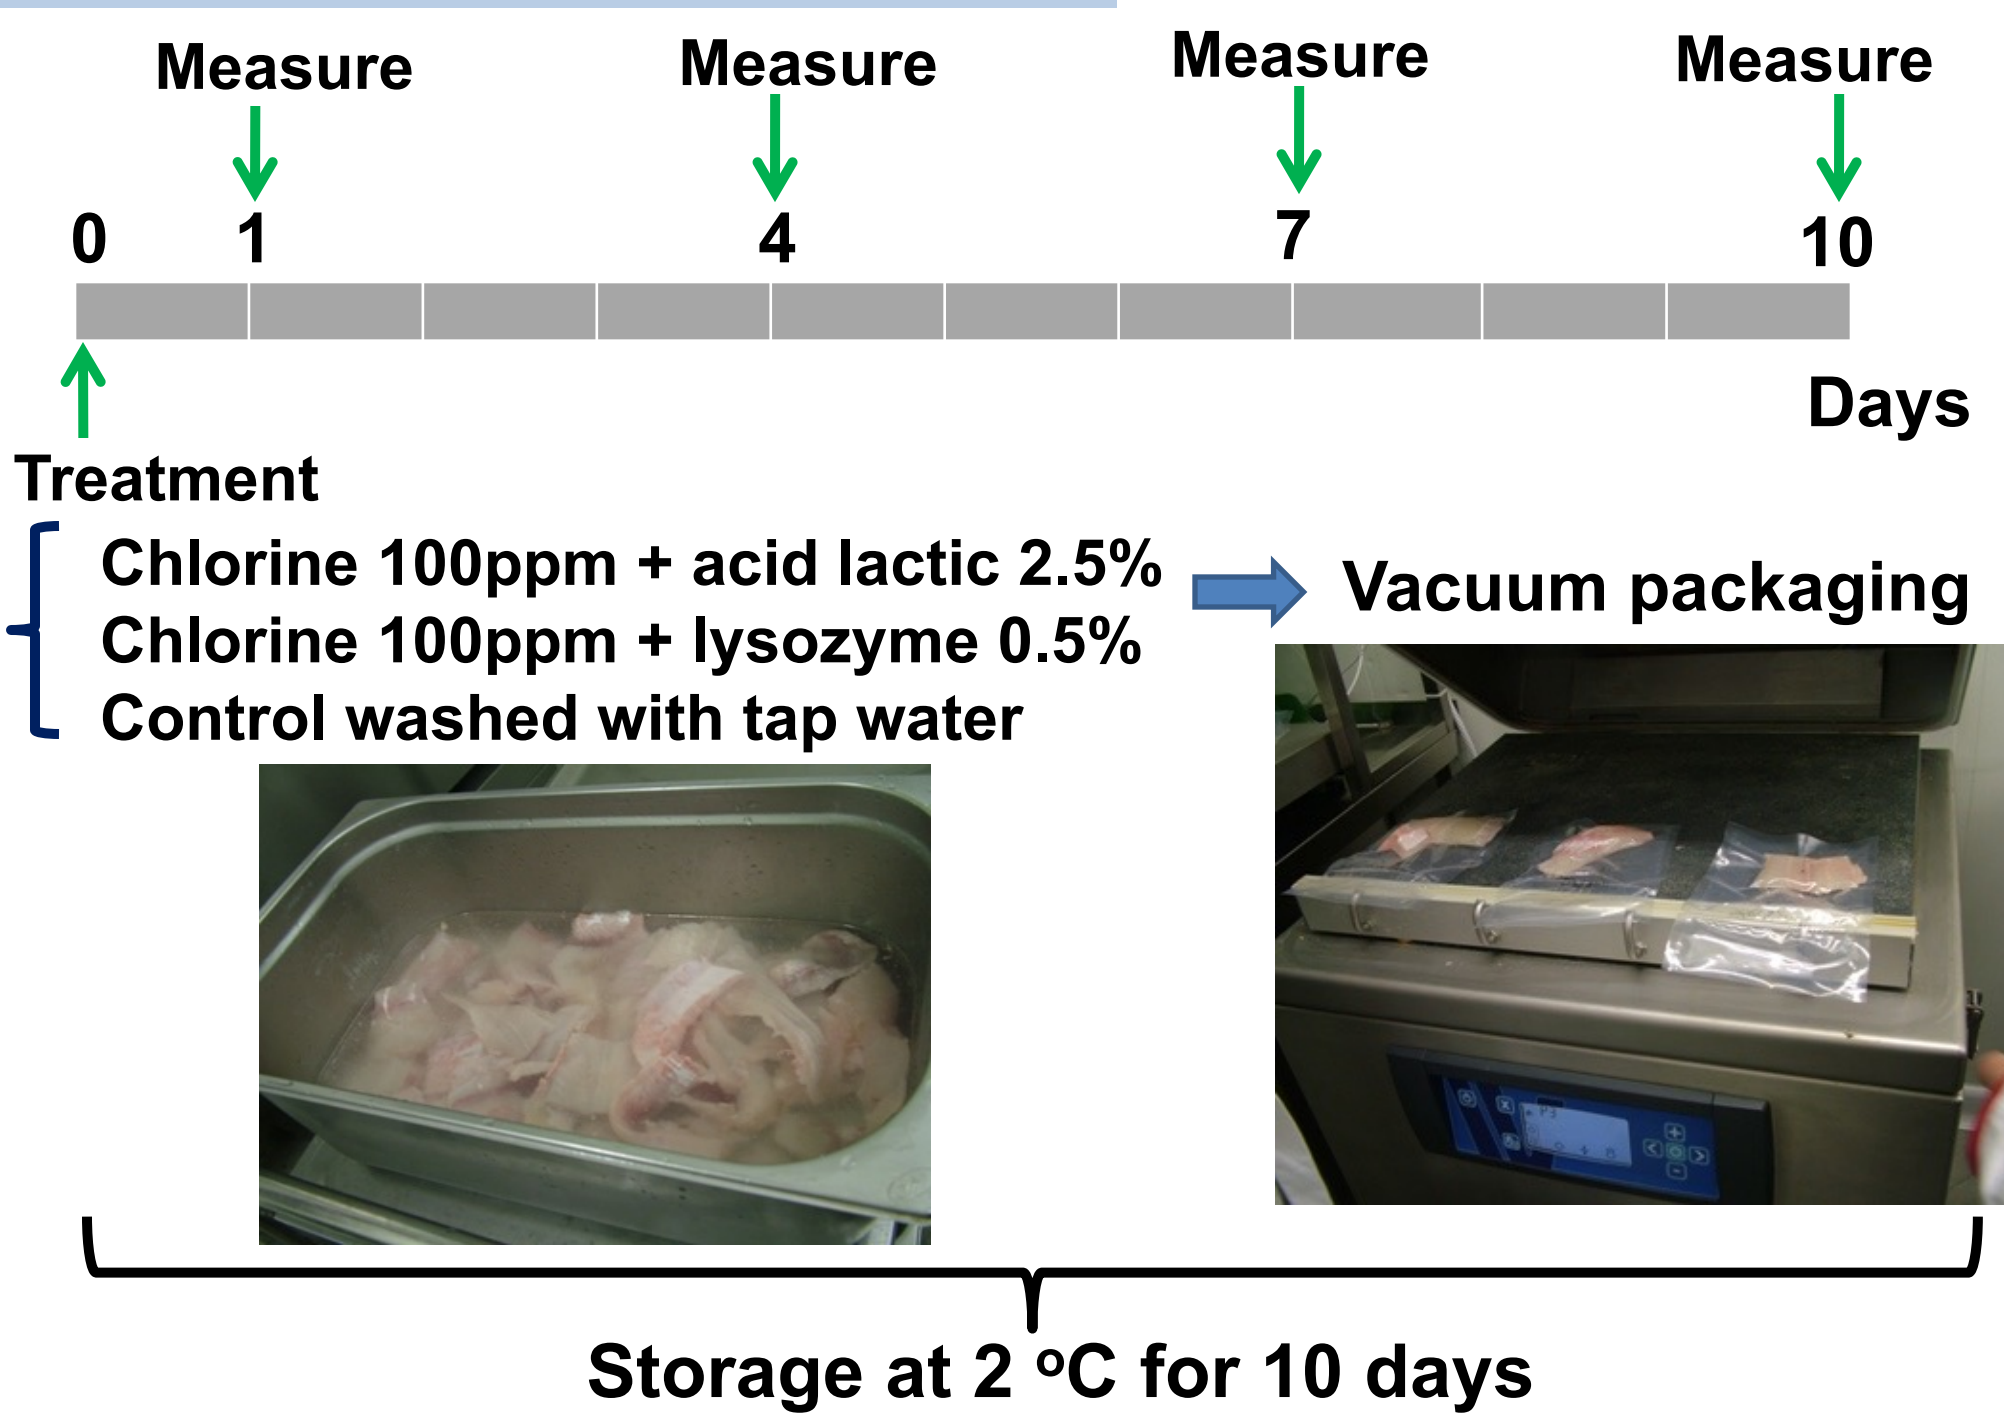 Measure Measure Measure Measure
0 1 4 7 10
Days
Treatment
Chlorine 100ppm + acid lactic 2.5%
Chlorine 100ppm + lysozyme 0.5%
Control washed with tap water
Vacuum packaging
P3
Storage at 2 ºC for 10 days